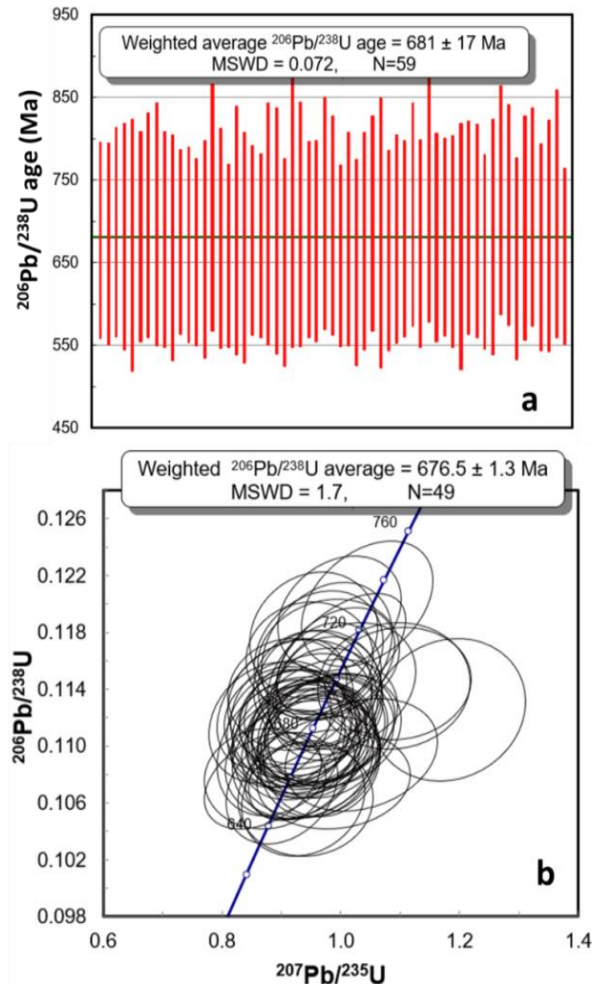 950
Weighted average ²⁰⁶Pb/²³⁸U age = 681 ± 17 Ma
MSWD = 0.072, N=59
850
750
650
550
450
²⁰⁶Pb/²³⁸U age (Ma)
a
Weighted ²⁰⁶Pb/²³⁸U average = 676.5 ± 1.3 Ma
MSWD = 1.7, N=49
0.126
0.122
0.118
0.114
0.110
0.106
0.102
0.098
²⁰⁶Pb/²³⁸U
760
720
640
b
0.6
0.8
1.0
1.2
1.4
²⁰⁷Pb/²³⁵U